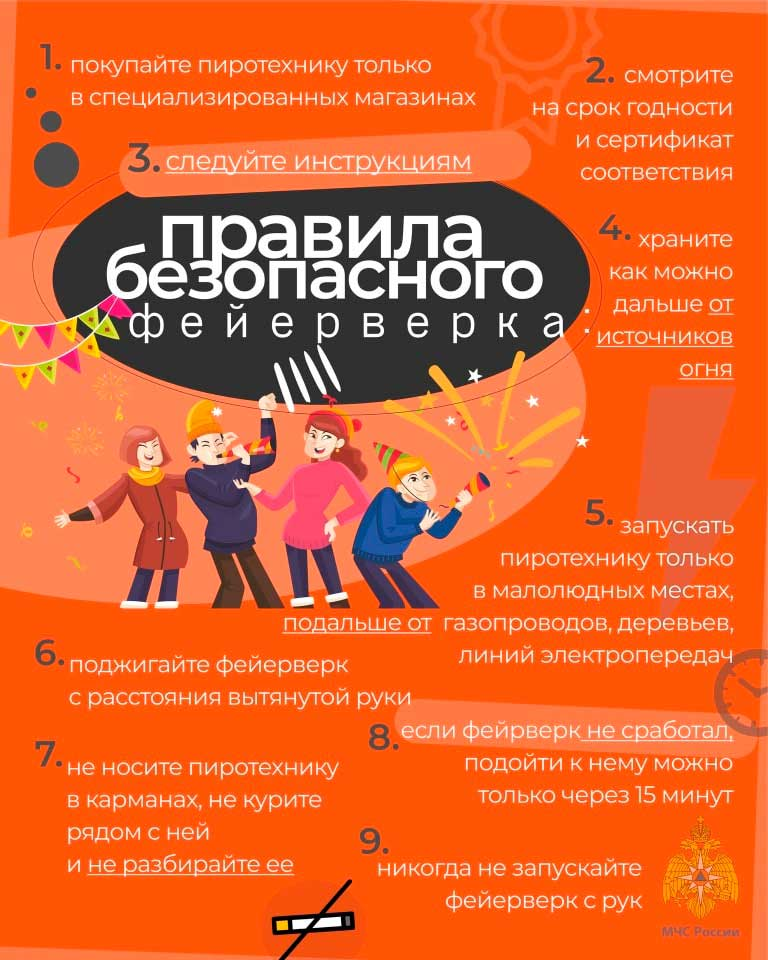 правила
безопасного
фейерверка:
1. покупайте пиротехнику только
в специализированных магазинах
2. смотрите
на срок годности
и сертификат
соответствия
3. следуйте инструкциям
4. храните
как можно
дальше от
источников
огня
5. запускать
пиротехнику только
в малолюдных местах,
подальше от газопроводов, деревьев,
линий электропередач
6. поджигайте фейерверк
с расстояния вытянутой руки
7. не носите пиротехнику
в карманах, не курите
рядом с ней
и не разбирайте ее
8. если фейрверк не сработал,
подойти к нему можно
только через 15 минут
9. никогда не запускайте
фейерверк с рук
МЧС России